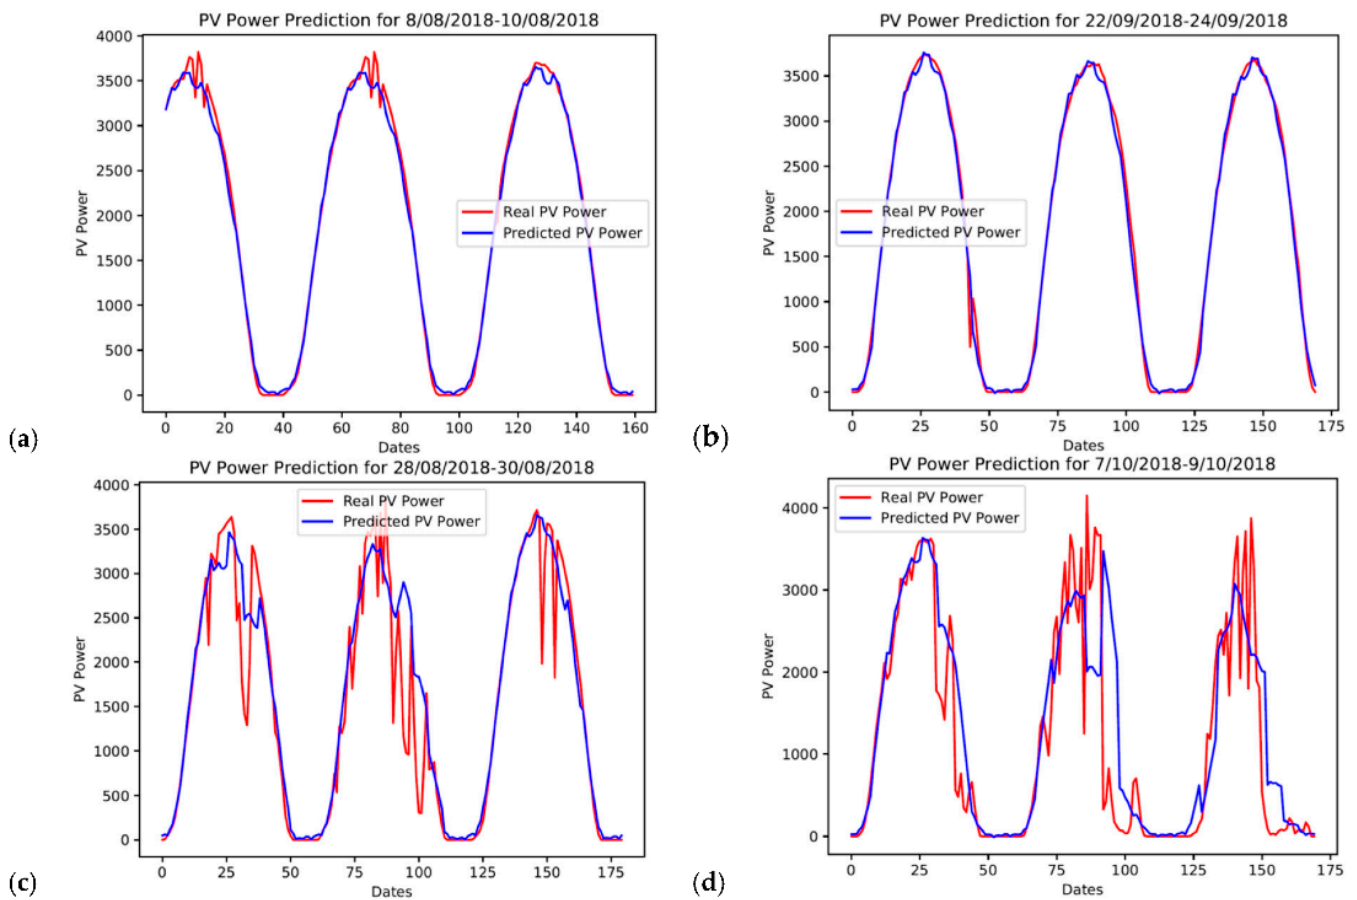 PV Power Prediction for 8/08/2018-10/08/2018
4000
3500
3000
2500
2000
1500
1000
500
0
PV Power
Real PV Power
Predicted PV Power
0 20 40 60 80 100 120 140 160
Dates
(a)
PV Power Prediction for 22/09/2018-24/09/2018
3500
3000
2500
2000
1500
1000
500
0
PV Power
Real PV Power
Predicted PV Power
0 25 50 75 100 125 150 175
Dates
(b)
PV Power Prediction for 28/08/2018-30/08/2018
4000
3500
3000
2500
2000
1500
1000
500
0
PV Power
Real PV Power
Predicted PV Power
0 25 50 75 100 125 150 175
Dates
(c)
PV Power Prediction for 7/10/2018-9/10/2018
4000
3000
2000
1000
0
PV Power
Real PV Power
Predicted PV Power
0 25 50 75 100 125 150 175
Dates
(d)